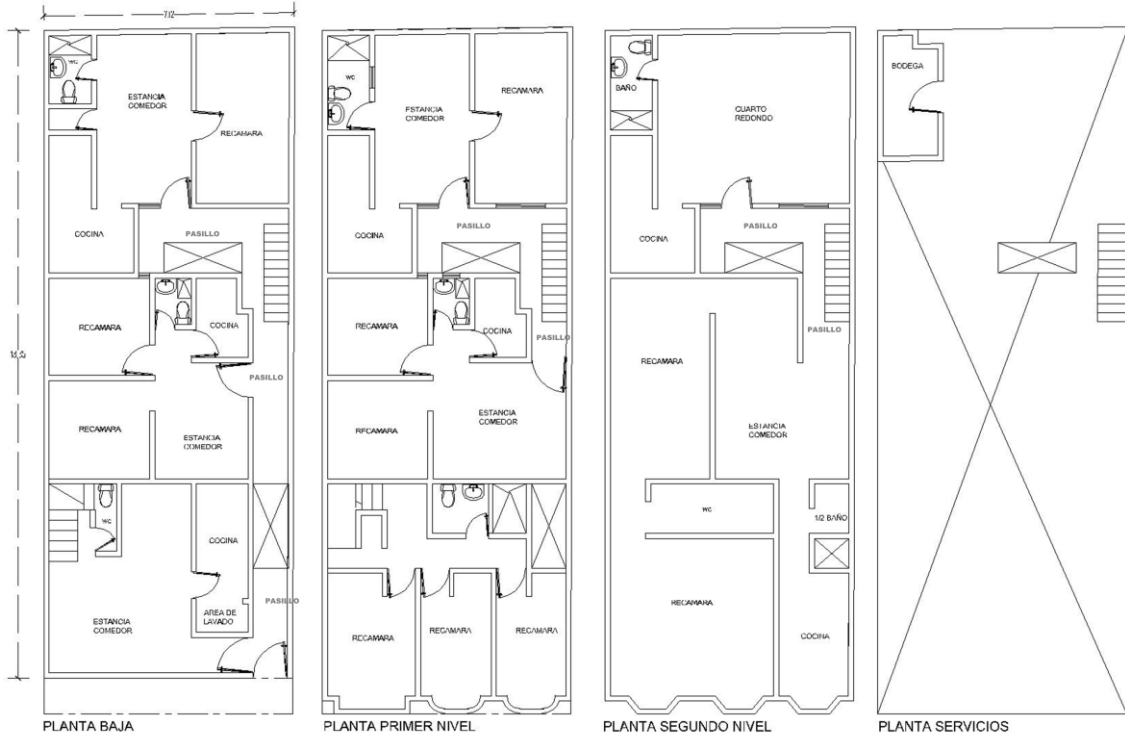 7.12
WC
ESTANCIA
COMEDOR
RECAMARA
COCINA
PASILLO
RECAMARA
COCINA
PASILLO
RECAMARA
ESTANCIA
COMEDOR
WC
COCINA
ESTANCIA
COMEDOR
AREA DE
LAVADO
PASILLO
PLANTA BAJA
WC
ESTANCIA
COMEDOR
RECAMARA
PASILLO
COCINA
RECAMARA
COCINA
PASILLO
RECAMARA
ESTANCIA
COMEDOR
RECAMARA
RECAMARA
RECAMARA
PLANTA PRIMER NIVEL
BAÑO
CUARTO
REDONDO
PASILLO
COCINA
PASILLO
RECAMARA
ESTANCIA
COMEDOR
WC
1/2 BAÑO
RECAMARA
COCINA
PLANTA SEGUNDO NIVEL
BODEGA
PLANTA SERVICIOS